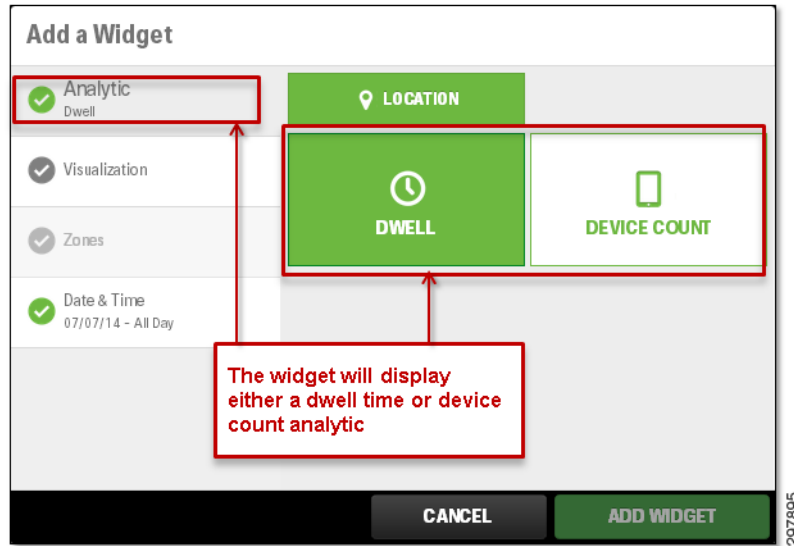 Add a Widget
Analytic
Dwell
Visualization
Zones
Date & Time
07/07/14 - All Day
LOCATION
DWELL
DEVICE COUNT
The widget will display
either a dwell time or device
count analytic
CANCEL
ADD WIDGET
297895